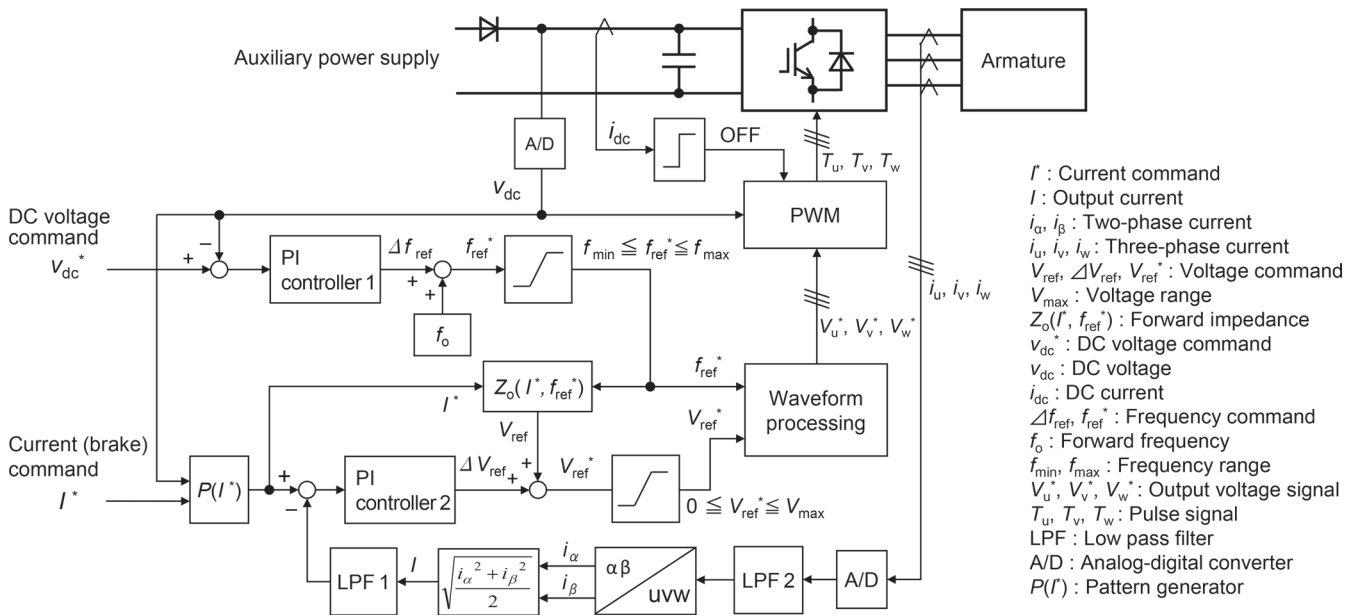 Auxiliary power supply
Armature
A/D
i_dc
OFF
T_u, T_v, T_w
v_dc
PWM
DC voltage
command
v_dc*
+
−
PI
controller 1
Δf_ref
+
+
f_o
f_ref*
f_min ≦ f_ref* ≦ f_max
i_u, i_v, i_w
V_u*, V_v*, V_w*
Z_o(I*, f_ref*)
I*
f_ref*
Waveform
processing
V_ref
V_ref*
Current (brake)
command
I*
P(I*)
+
−
PI
controller 2
ΔV_ref
+
+
V_ref*
0 ≦ V_ref* ≦ V_max
LPF 1
I
√((i_α² + i_β²)/2)
i_α
i_β
αβ
uvw
LPF 2
A/D
I* : Current command
I : Output current
i_α, i_β : Two-phase current
i_u, i_v, i_w : Three-phase current
V_ref, ΔV_ref, V_ref* : Voltage command
V_max : Voltage range
Z_o(I*, f_ref*) : Forward impedance
v_dc* : DC voltage command
v_dc : DC voltage
i_dc : DC current
Δf_ref, f_ref* : Frequency command
f_o : Forward frequency
f_min, f_max : Frequency range
V_u*, V_v*, V_w* : Output voltage signal
T_u, T_v, T_w : Pulse signal
LPF : Low pass filter
A/D : Analog-digital converter
P(I*) : Pattern generator